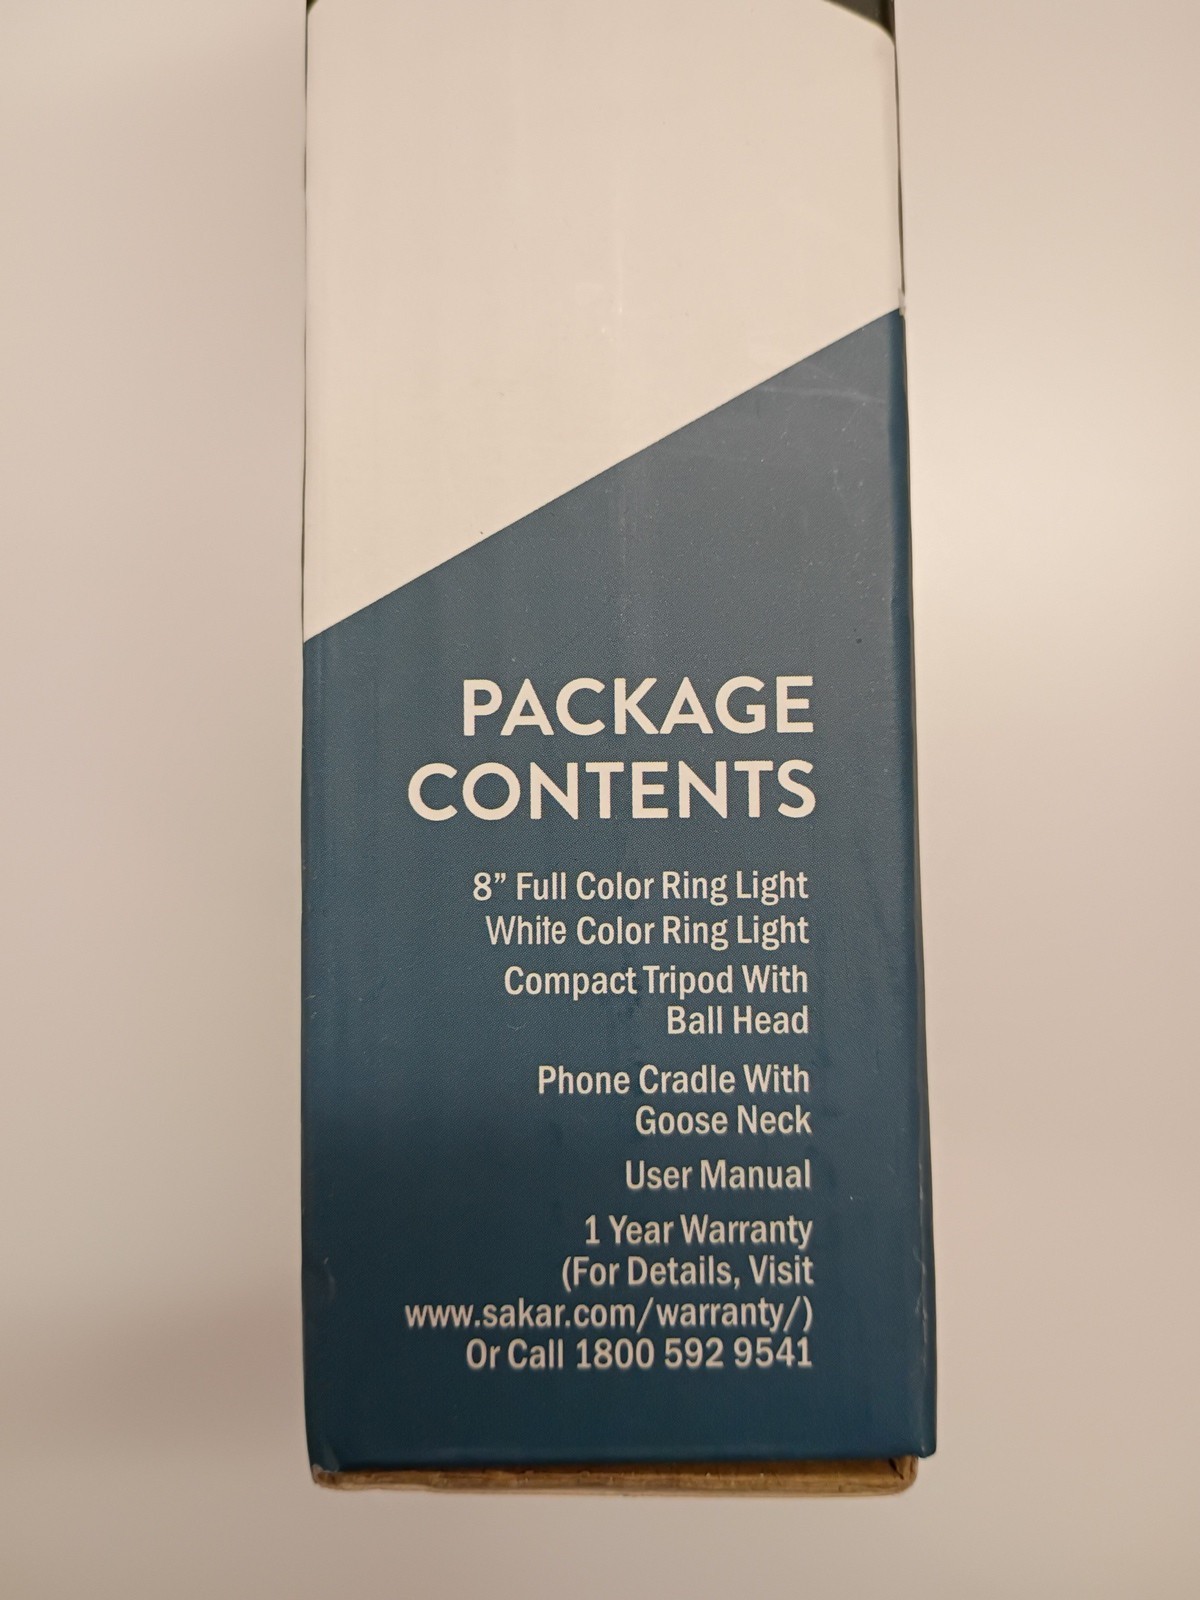 PACKAGE
CONTENTS
8” Full Color Ring Light
White Color Ring Light
Compact Tripod With
Ball Head
Phone Cradle With
Goose Neck
User Manual
1 Year Warranty
(For Details, Visit
www.sakar.com/warranty/)
Or Call 1800 592 9541